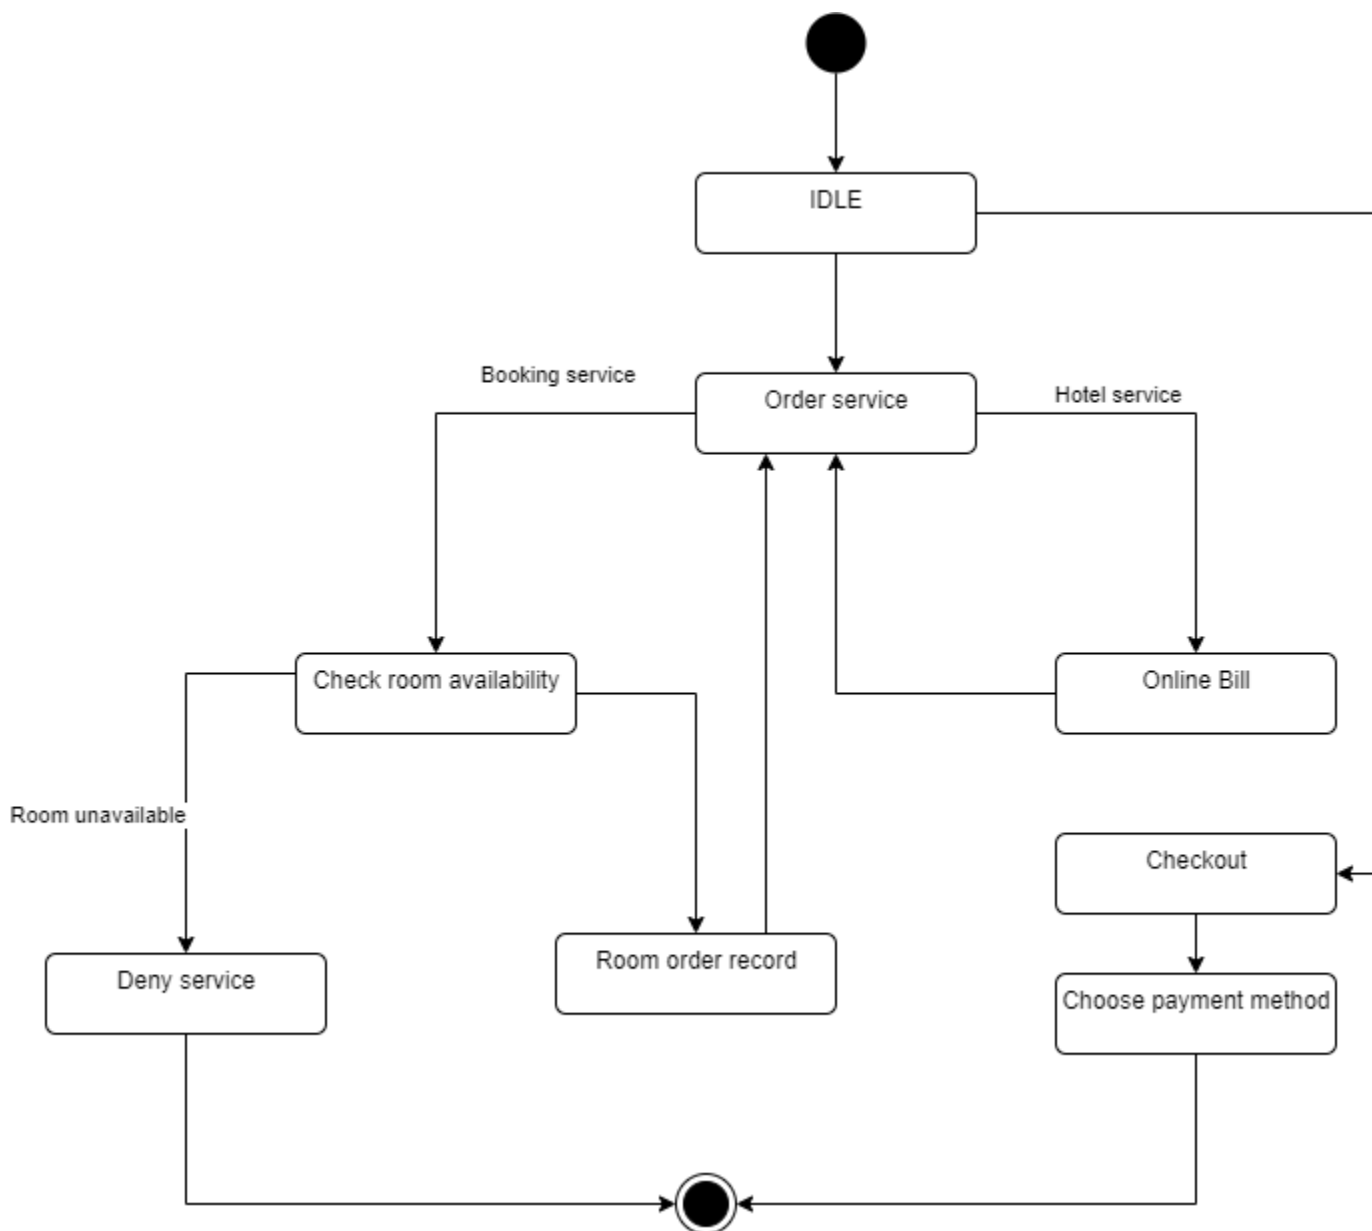 IDLE
Booking service
Order service
Hotel service
Check room availability
Online Bill
Room unavailable
Checkout
Deny service
Room order record
Choose payment method